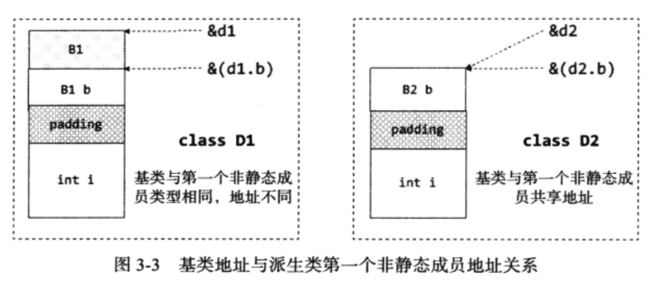 &d1
B1
&(d1.b)
B1 b
padding
class D1
int i
基类与第一个非静态成
员类型相同，地址不同
&d2
&(d2.b)
B2 b
padding
class D2
int i
基类与第一个非静态成
员共享地址
图 3-3 基类地址与派生类第一个非静态成员地址关系